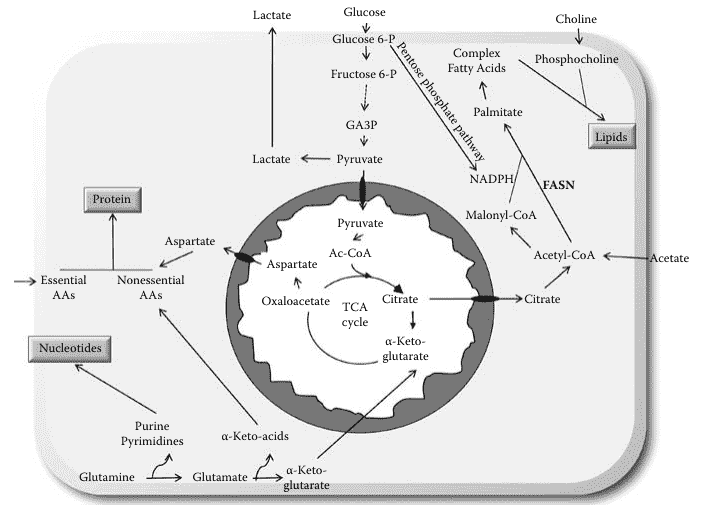 Lactate
Glucose
Glucose 6-P
Fructose 6-P
GA3P
Lactate
Pyruvate
Pentose phosphate pathway
Choline
Phosphocholine
Complex
Fatty Acids
Palmitate
Lipids
NADPH
FASN
Malonyl-CoA
Acetyl-CoA
Acetate
Citrate
Protein
Aspartate
Essential
AAs
Nonessential
AAs
Pyruvate
Ac-CoA
Aspartate
Oxaloacetate
TCA
cycle
Citrate
α-Keto-
glutarate
Nucleotides
Purine
Pyrimidines
α-Keto-acids
Glutamine
Glutamate
α-Keto-
glutarate